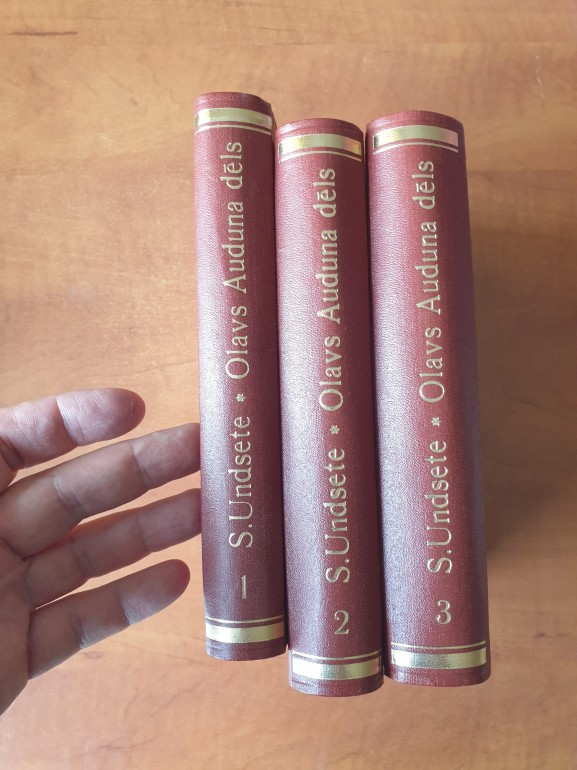 1 S.Undsete * Olavs Auduna dēls
2 S.Undsete * Olavs Auduna dēls
3 S.Undsete * Olavs Auduna dēls